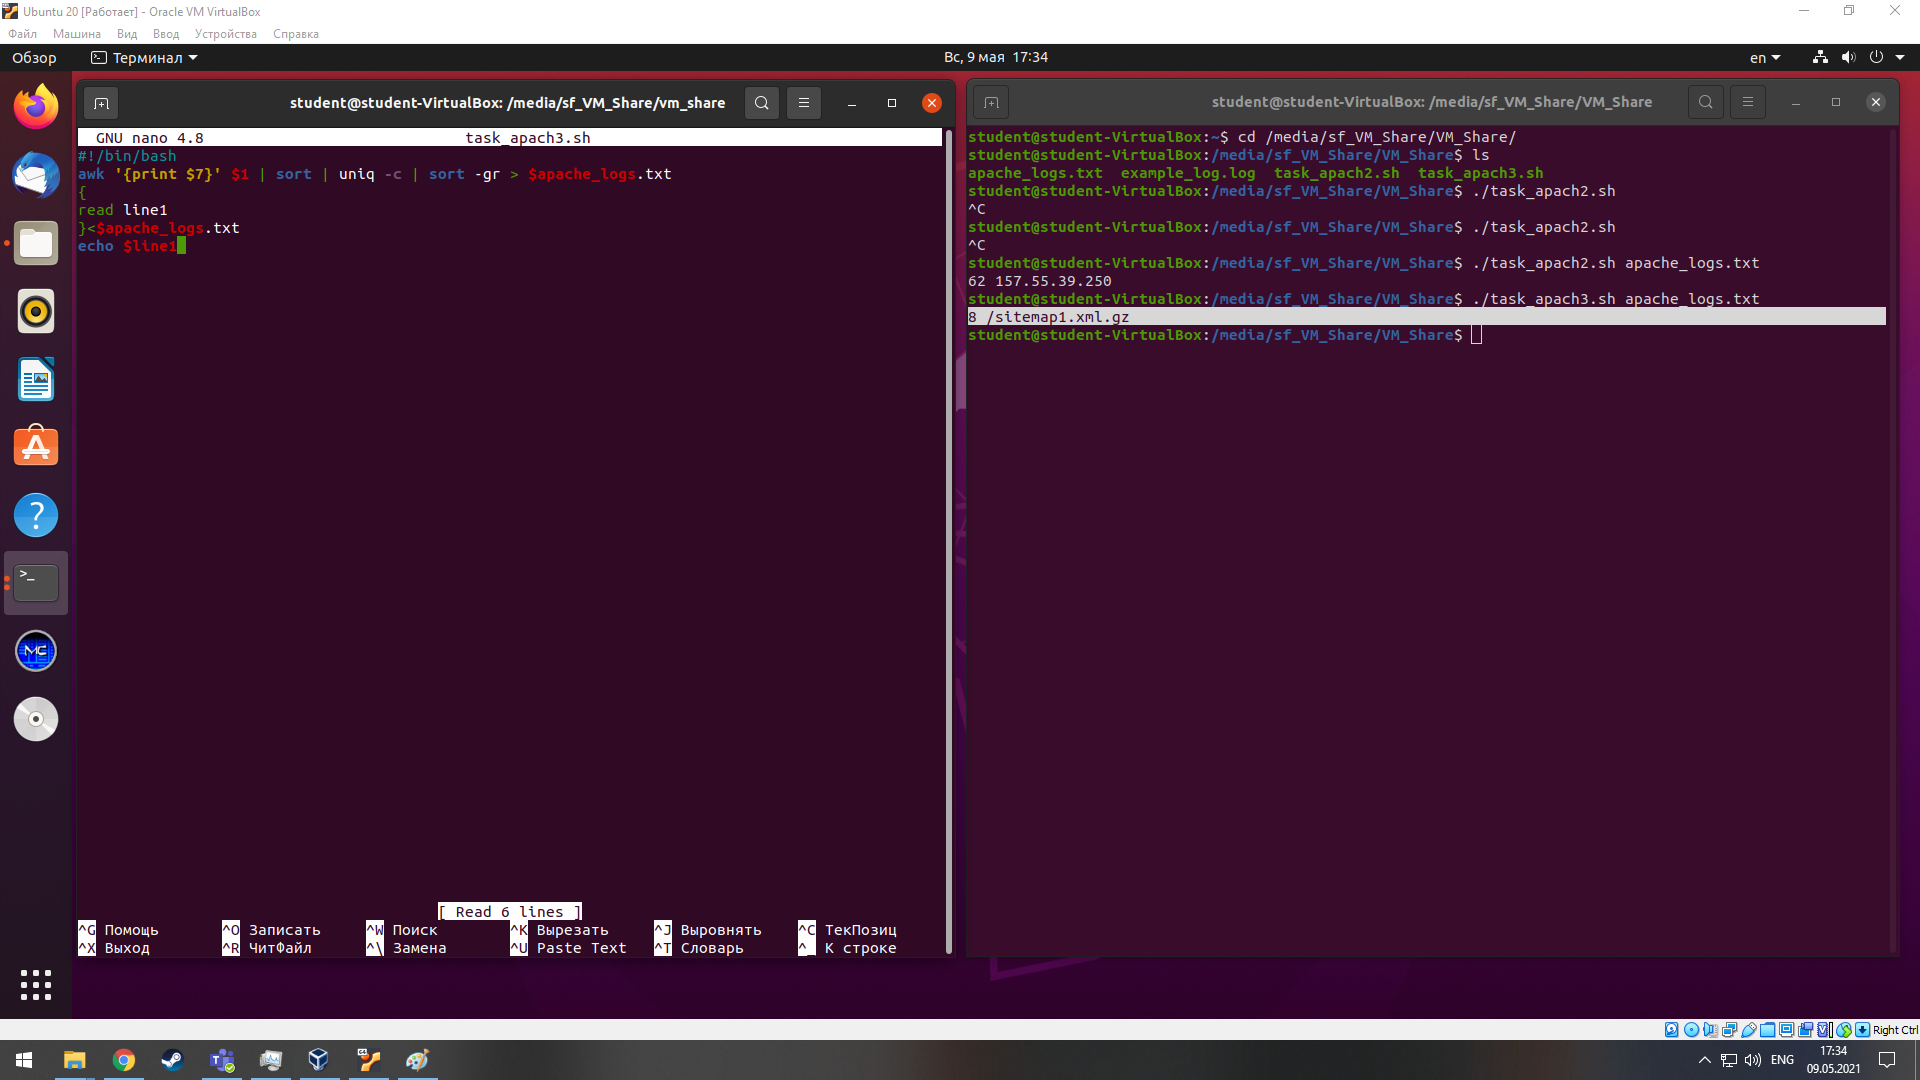 Ubuntu 20 [Работает] - Oracle VM VirtualBox
Файл Машина Вид Ввод Устройства Справка
Обзор Терминал Вс, 9 мая 17:34 en
student@student-VirtualBox: /media/sf_VM_Share/vm_share
GNU nano 4.8 task_apach3.sh
#!/bin/bash
awk '{print $7}' $1 | sort | uniq -c | sort -gr > $apache_logs.txt
{
read line1
}<$apache_logs.txt
echo $line1
[ Read 6 lines ]
^G Помощь ^O Записать ^W Поиск ^K Вырезать ^J Выровнять ^C ТекПозиц
^X Выход ^R ЧитФайл ^\ Замена ^U Paste Text ^T Словарь ^_ К строке
student@student-VirtualBox: /media/sf_VM_Share/VM_Share
student@student-VirtualBox:~$ cd /media/sf_VM_Share/VM_Share/
student@student-VirtualBox:/media/sf_VM_Share/VM_Share$ ls
apache_logs.txt example_log.log task_apach2.sh task_apach3.sh
student@student-VirtualBox:/media/sf_VM_Share/VM_Share$ ./task_apach2.sh
^C
student@student-VirtualBox:/media/sf_VM_Share/VM_Share$ ./task_apach2.sh
^C
student@student-VirtualBox:/media/sf_VM_Share/VM_Share$ ./task_apach2.sh apache_logs.txt
62 157.55.39.250
student@student-VirtualBox:/media/sf_VM_Share/VM_Share$ ./task_apach3.sh apache_logs.txt
8 /sitemap1.xml.gz
student@student-VirtualBox:/media/sf_VM_Share/VM_Share$
MC
Right Ctrl
64
ENG
17:34
09.05.2021